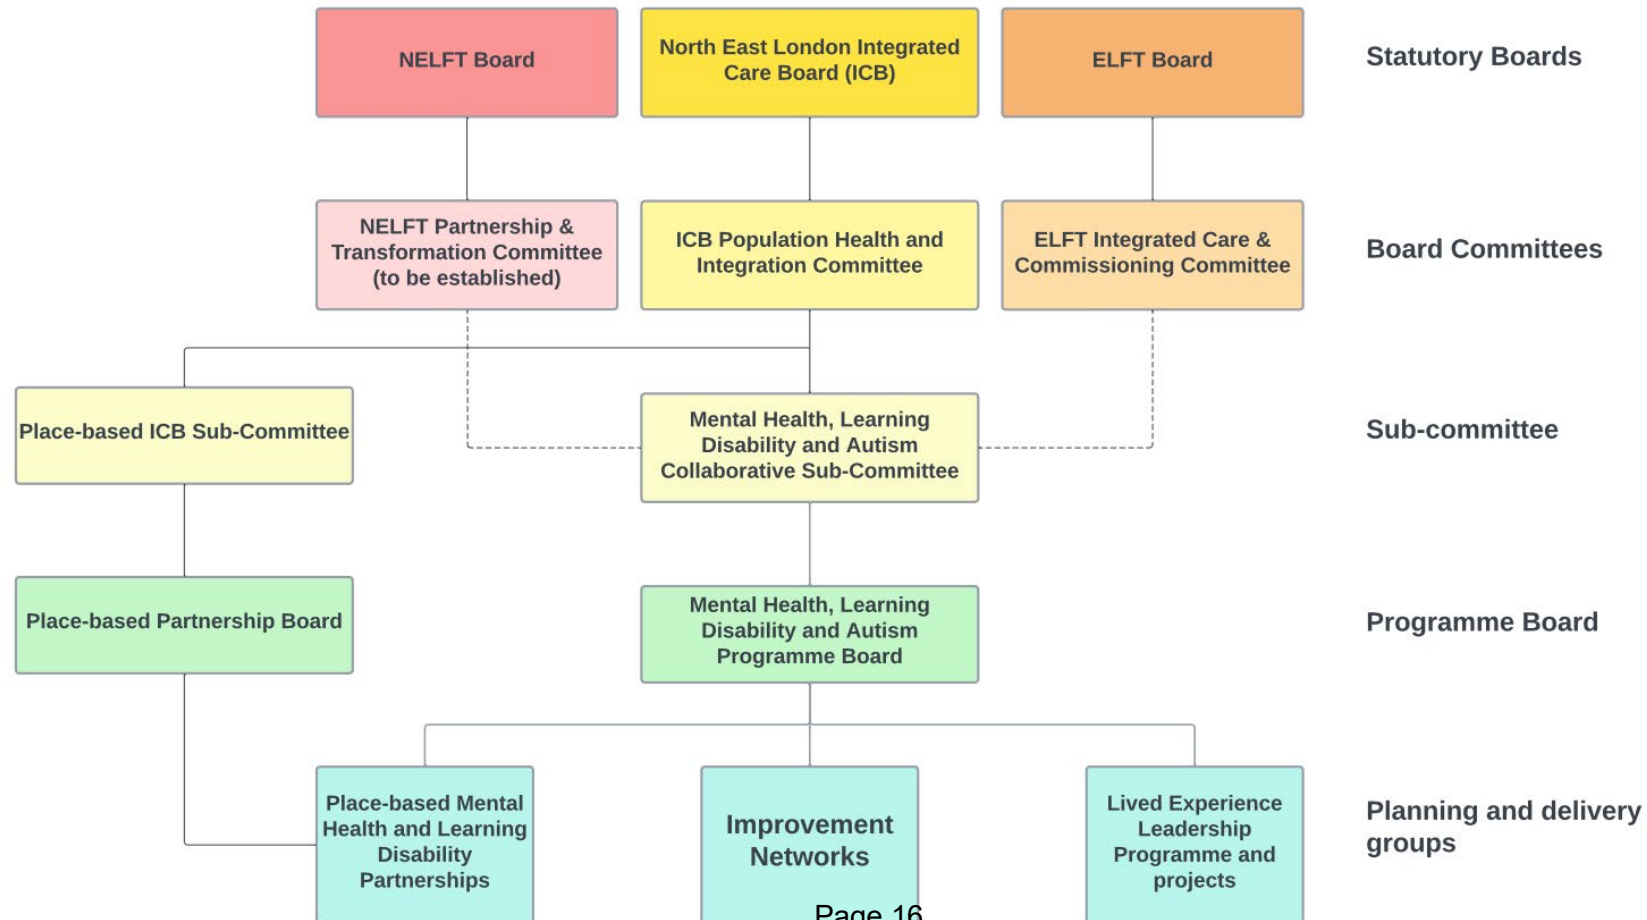 NELFT Board
North East London Integrated
Care Board (ICB)
ELFT Board
Statutory Boards
NELFT Partnership &
Transformation Committee
(to be established)
ICB Population Health and
Integration Committee
ELFT Integrated Care &
Commissioning Committee
Board Committees
Place-based ICB Sub-Committee
Mental Health, Learning
Disability and Autism
Collaborative Sub-Committee
Sub-committee
Place-based Partnership Board
Mental Health, Learning
Disability and Autism
Programme Board
Programme Board
Place-based Mental
Health and Learning
Disability
Partnerships
Improvement
Networks
Lived Experience
Leadership
Programme and
projects
Planning and delivery
groups
Page 16